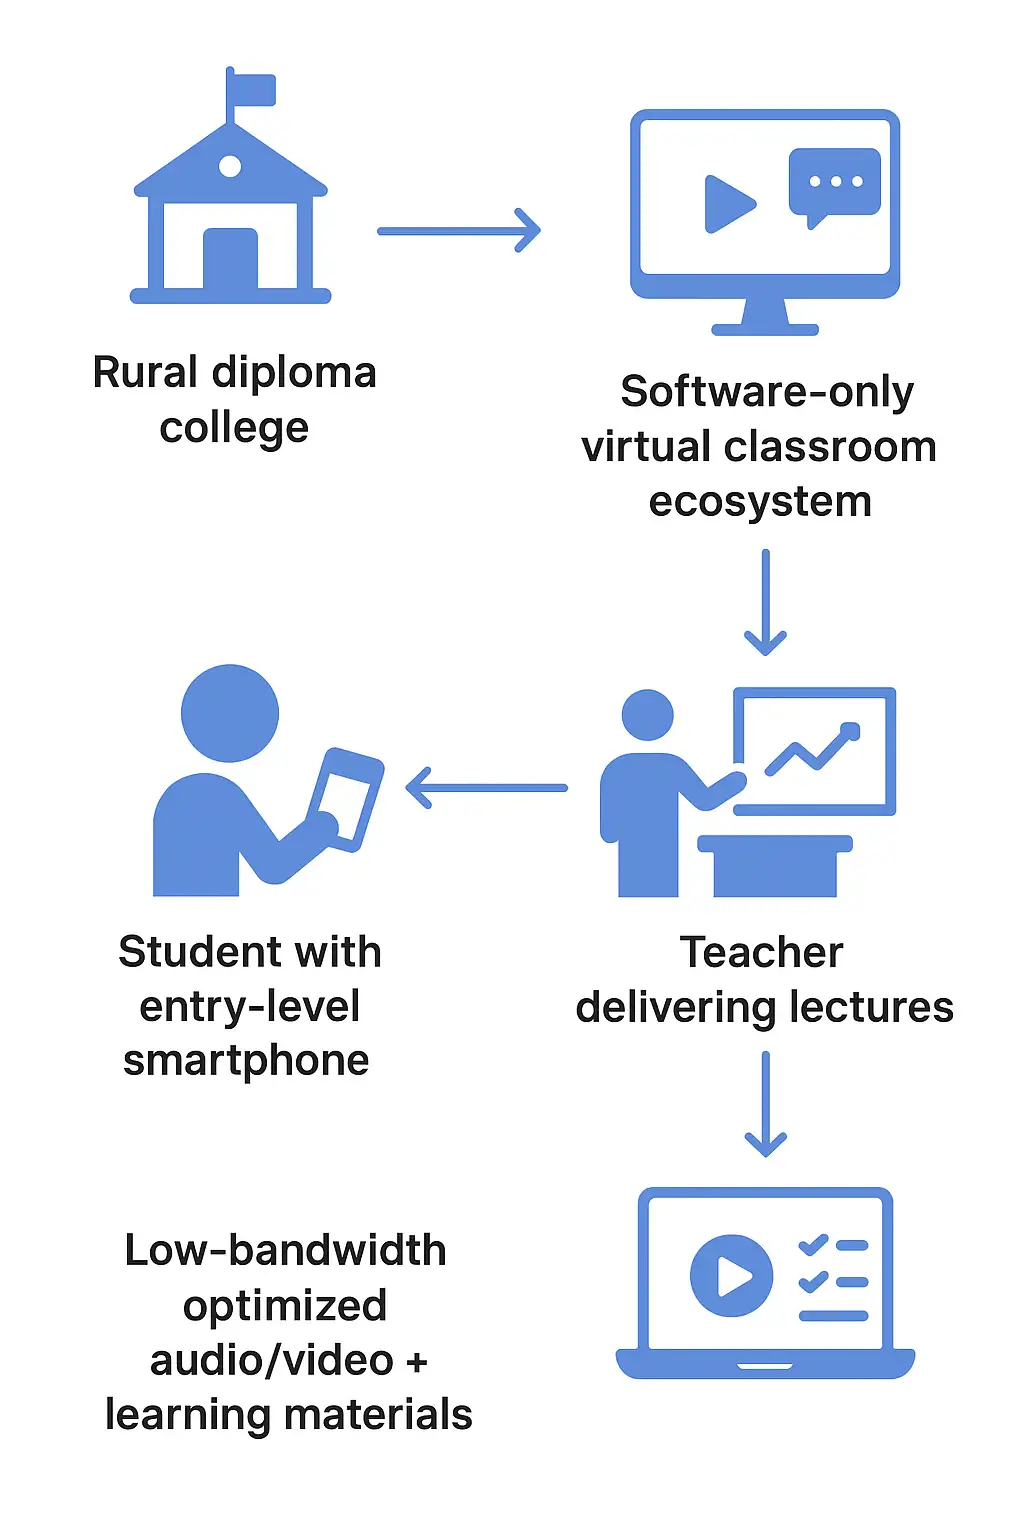 Rural diploma
college
Software-only
virtual classroom
ecosystem
Student with
entry-level
smartphone
Teacher
delivering lectures
Low-bandwidth
optimized
audio/video +
learning materials